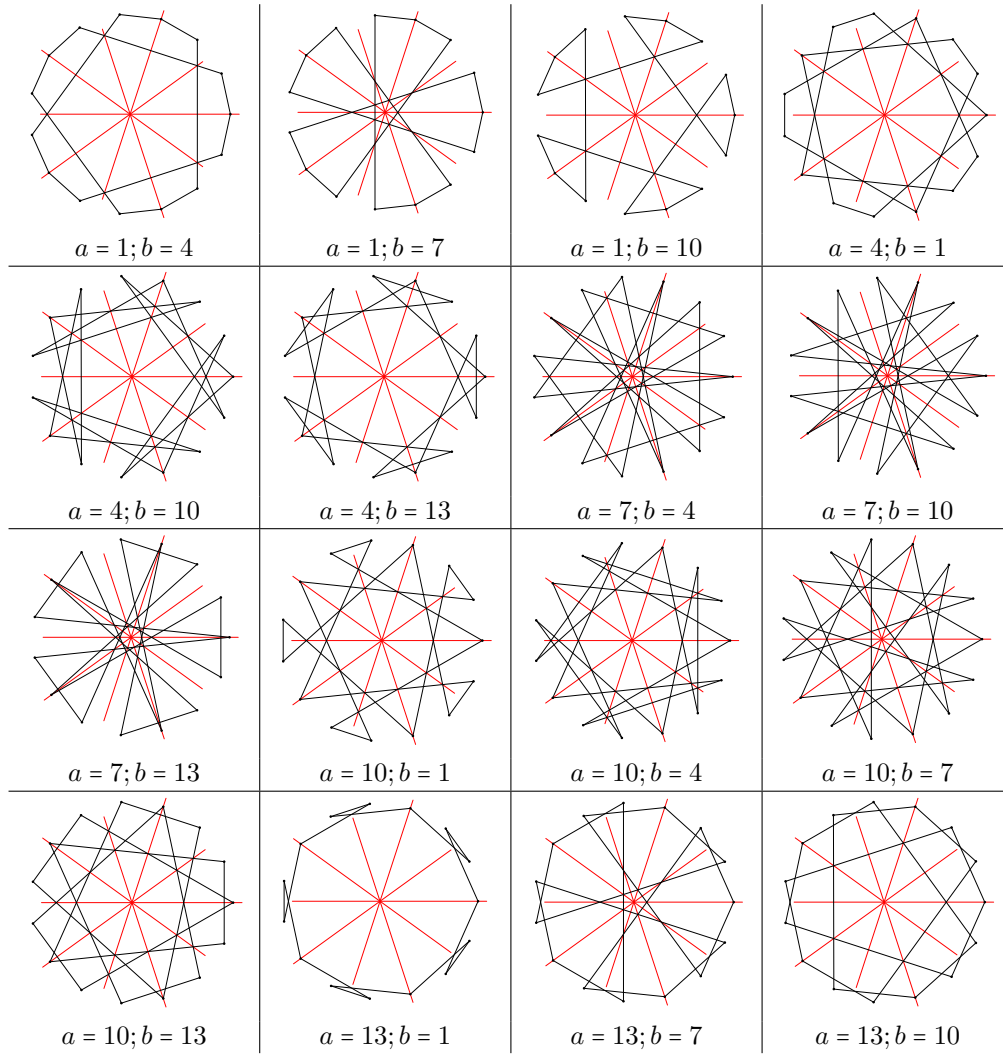 a = 1; b = 4
a = 1; b = 7
a = 1; b = 10
a = 4; b = 1
a = 4; b = 10
a = 4; b = 13
a = 7; b = 4
a = 7; b = 10
a = 7; b = 13
a = 10; b = 1
a = 10; b = 4
a = 10; b = 7
a = 10; b = 13
a = 13; b = 1
a = 13; b = 7
a = 13; b = 10